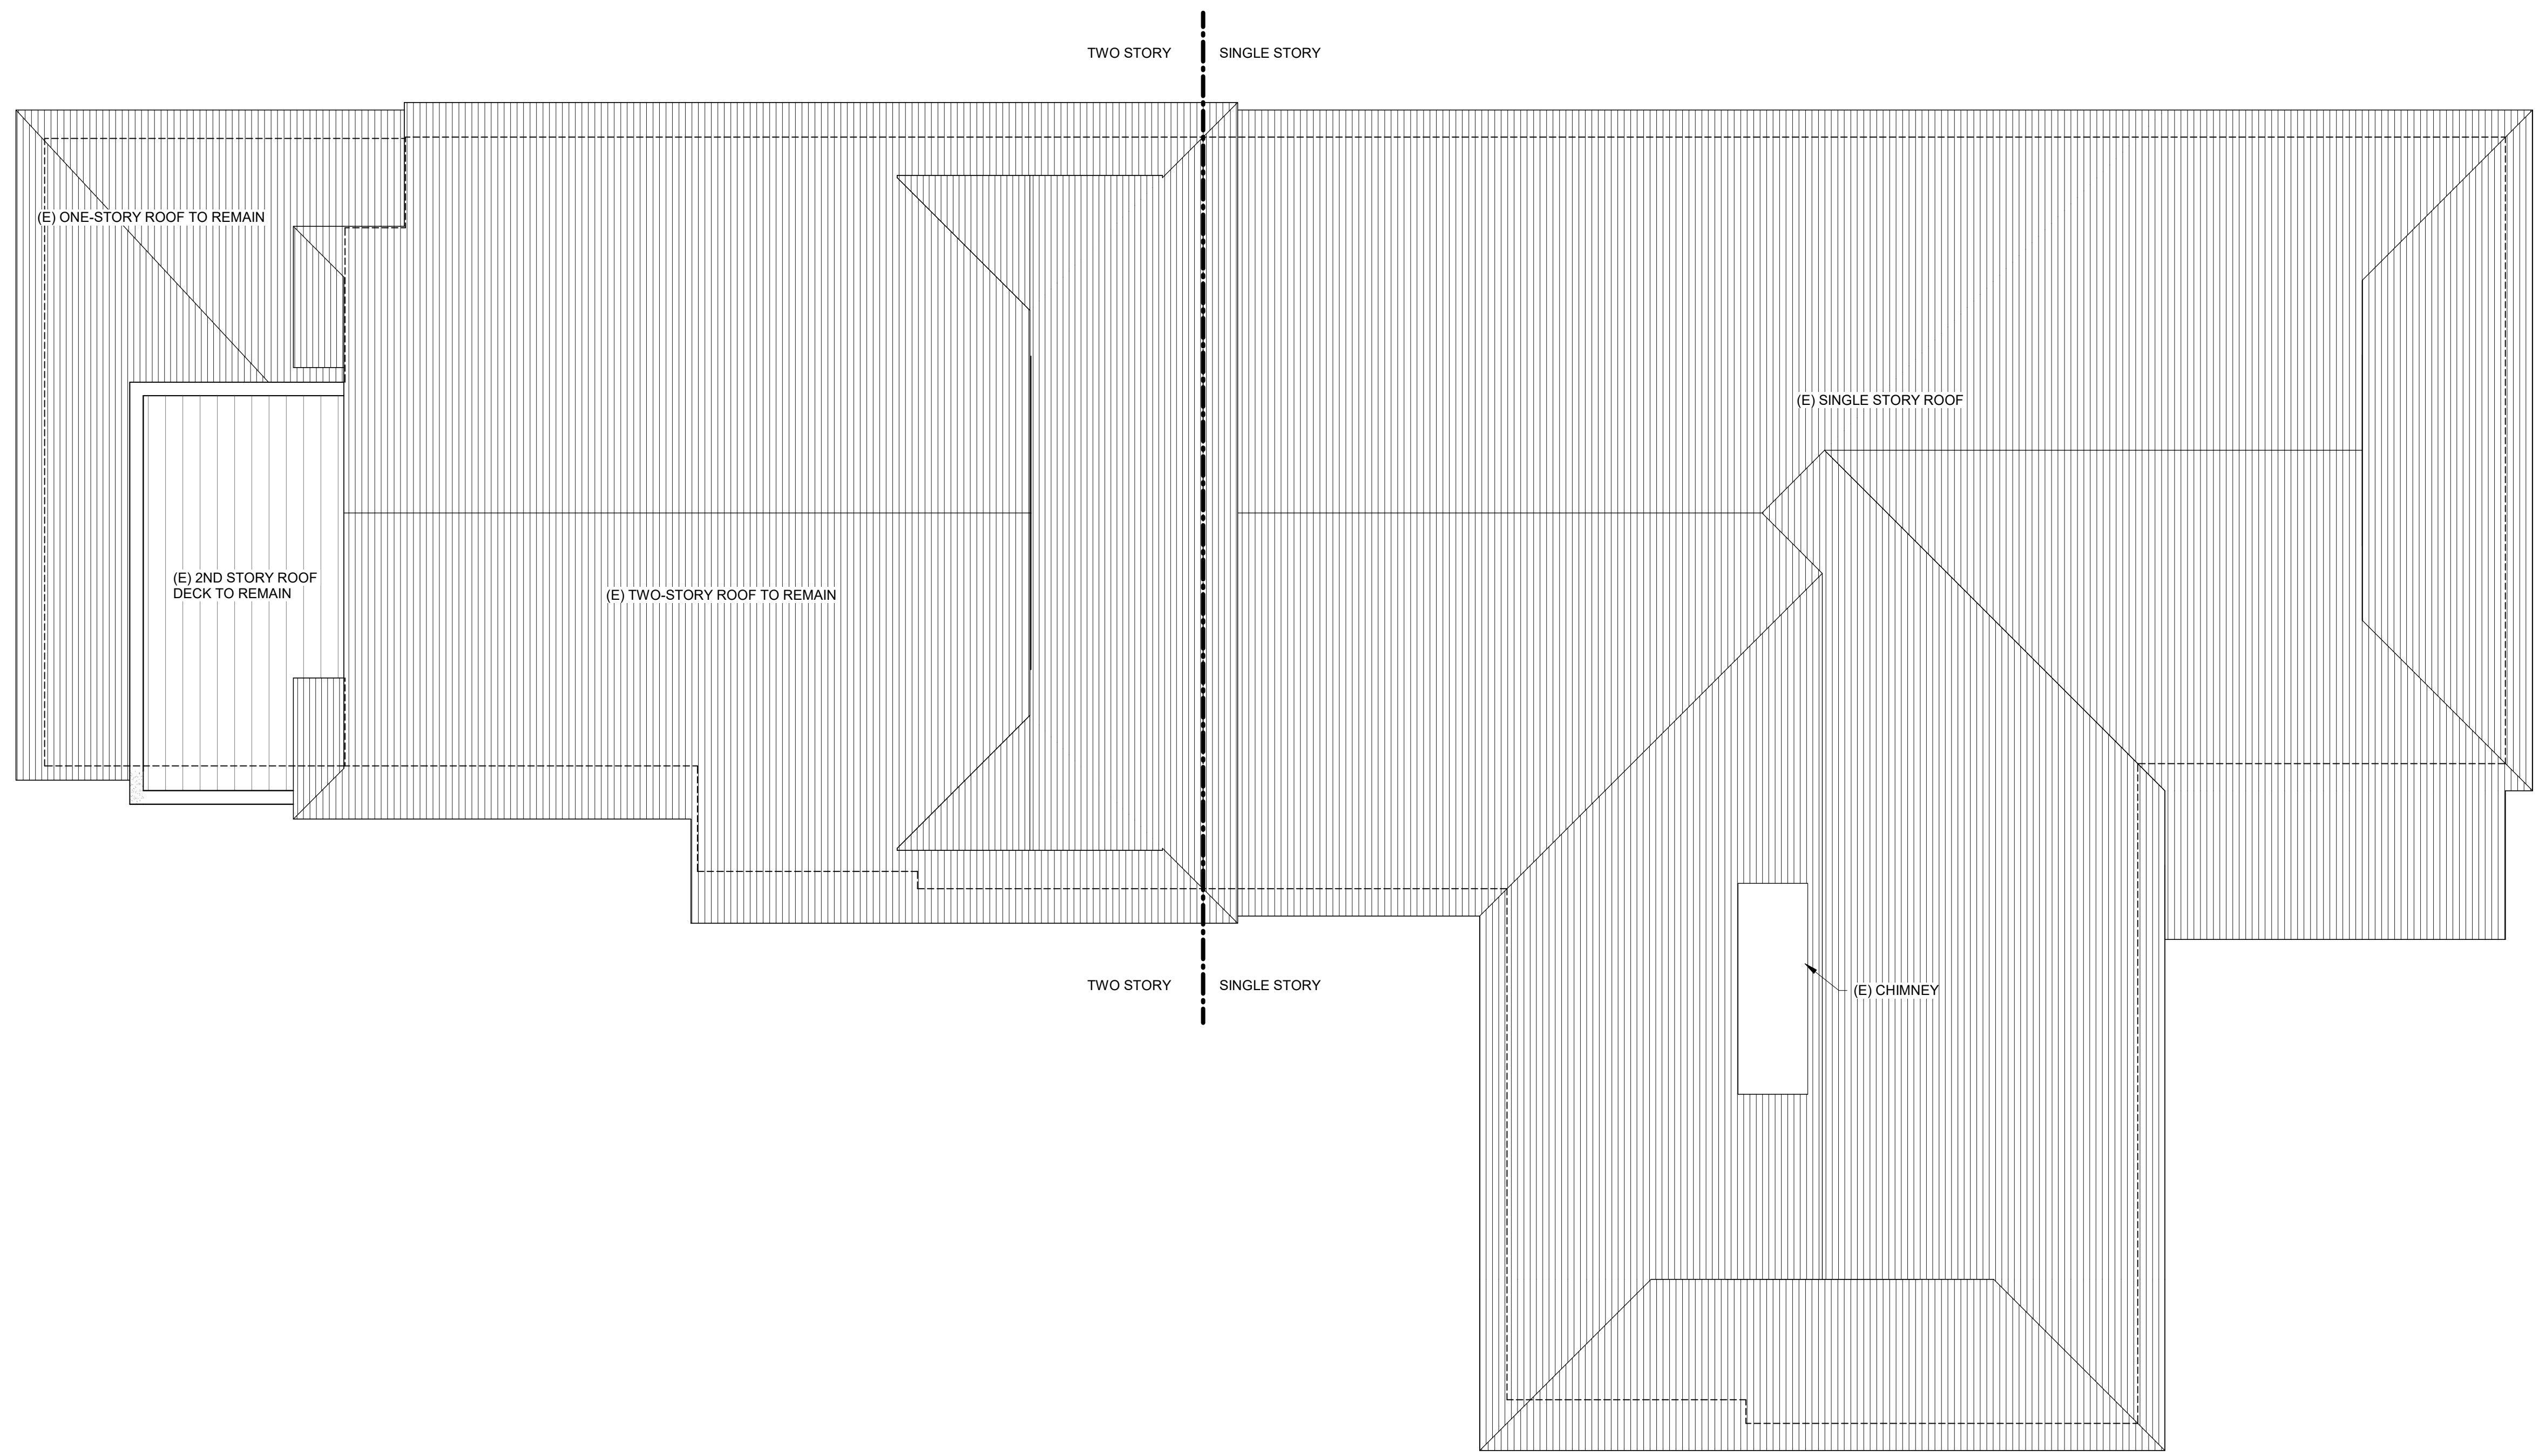 TWO STORY
SINGLE STORY
(E) ONE-STORY ROOF TO REMAIN
(E) SINGLE STORY ROOF
(E) 2ND STORY ROOF
DECK TO REMAIN
(E) TWO-STORY ROOF TO REMAIN
TWO STORY
SINGLE STORY
(E) CHIMNEY